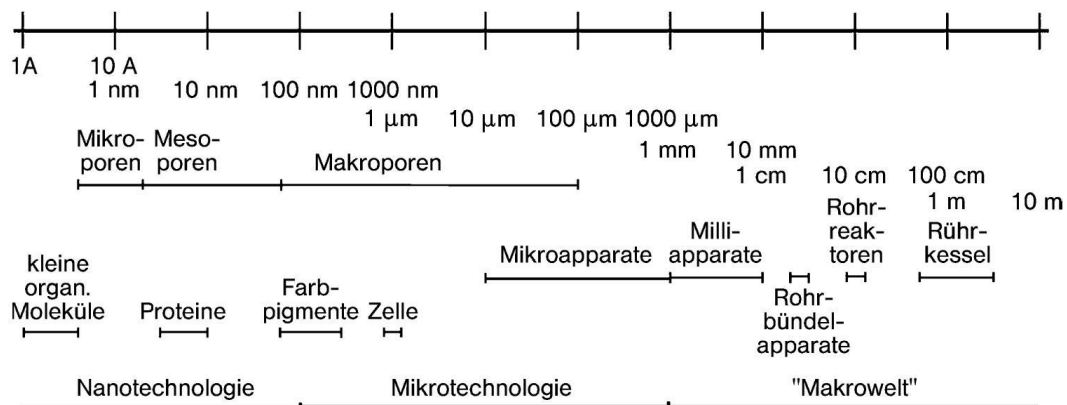 1A 10 A
1 nm 10 nm 100 nm 1000 nm
1 µm 10 µm 100 µm 1000 µm
1 mm 10 mm
1 cm 10 cm 100 cm
1 m 10 m
Mikro-
poren
Meso-
poren
Makroporen
Mikroapparate
Milli-
apparate
Rohr-
reak-
toren
Rühr-
kessel
kleine
organ.
Moleküle
Proteine
Farb-
pigmente
Zelle
Rohr-
bündel-
apparate
Nanotechnologie Mikrotechnologie "Makrowelt"